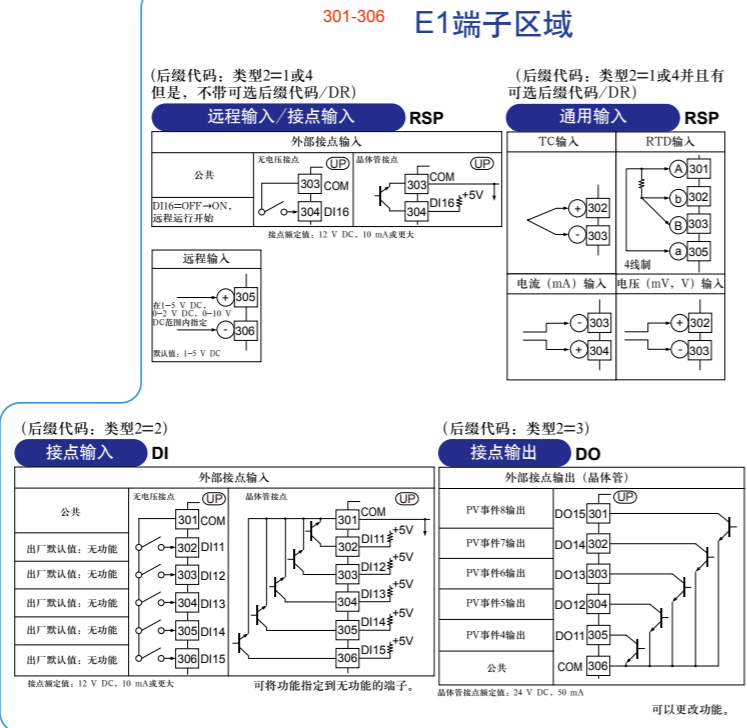 301-306 E1端子区域
(后缀代码：类型2=1或4
但是，不带可选后缀代码/DR)
远程输入/接点输入 RSP
外部接点输入
公共
无电压接点
UP
303 COM
304 DI16
晶体管接点
UP
303 COM
304 DI16 +5V
DI16=OFF→ON，
远程运行开始
接点额定值：12 V DC，10 mA或更大
远程输入
+ 305
- 306
在1-5 V DC，
0-2 V DC，0-10 V
DC范围内指定
默认值：1-5 V DC
(后缀代码：类型2=1或4并且有
可选后缀代码/DR)
通用输入 RSP
TC输入
+ 302
- 303
RTD输入
A 301
b 302
B 303
a 305
4线制
电流（mA）输入
- 303
+ 304
电压（mV，V）输入
+ 302
- 303
(后缀代码：类型2=2)
接点输入 DI
外部接点输入
公共
出厂默认值：无功能
出厂默认值：无功能
出厂默认值：无功能
出厂默认值：无功能
出厂默认值：无功能
无电压接点
UP
301 COM
302 DI11
303 DI12
304 DI13
305 DI14
306 DI15
晶体管接点
UP
301 COM
302 DI11 +5V
303 DI12 +5V
304 DI13 +5V
305 DI14 +5V
306 DI15 +5V
接点额定值：12 V DC，10 mA或更大
可将功能指定到无功能的端子。
(后缀代码：类型2=3)
接点输出 DO
外部接点输出（晶体管）
UP
PV事件8输出 DO15 301
PV事件7输出 DO14 302
PV事件6输出 DO13 303
PV事件5输出 DO12 304
PV事件4输出 DO11 305
公共 COM 306
晶体管接点额定值：24 V DC，50 mA
可以更改功能。